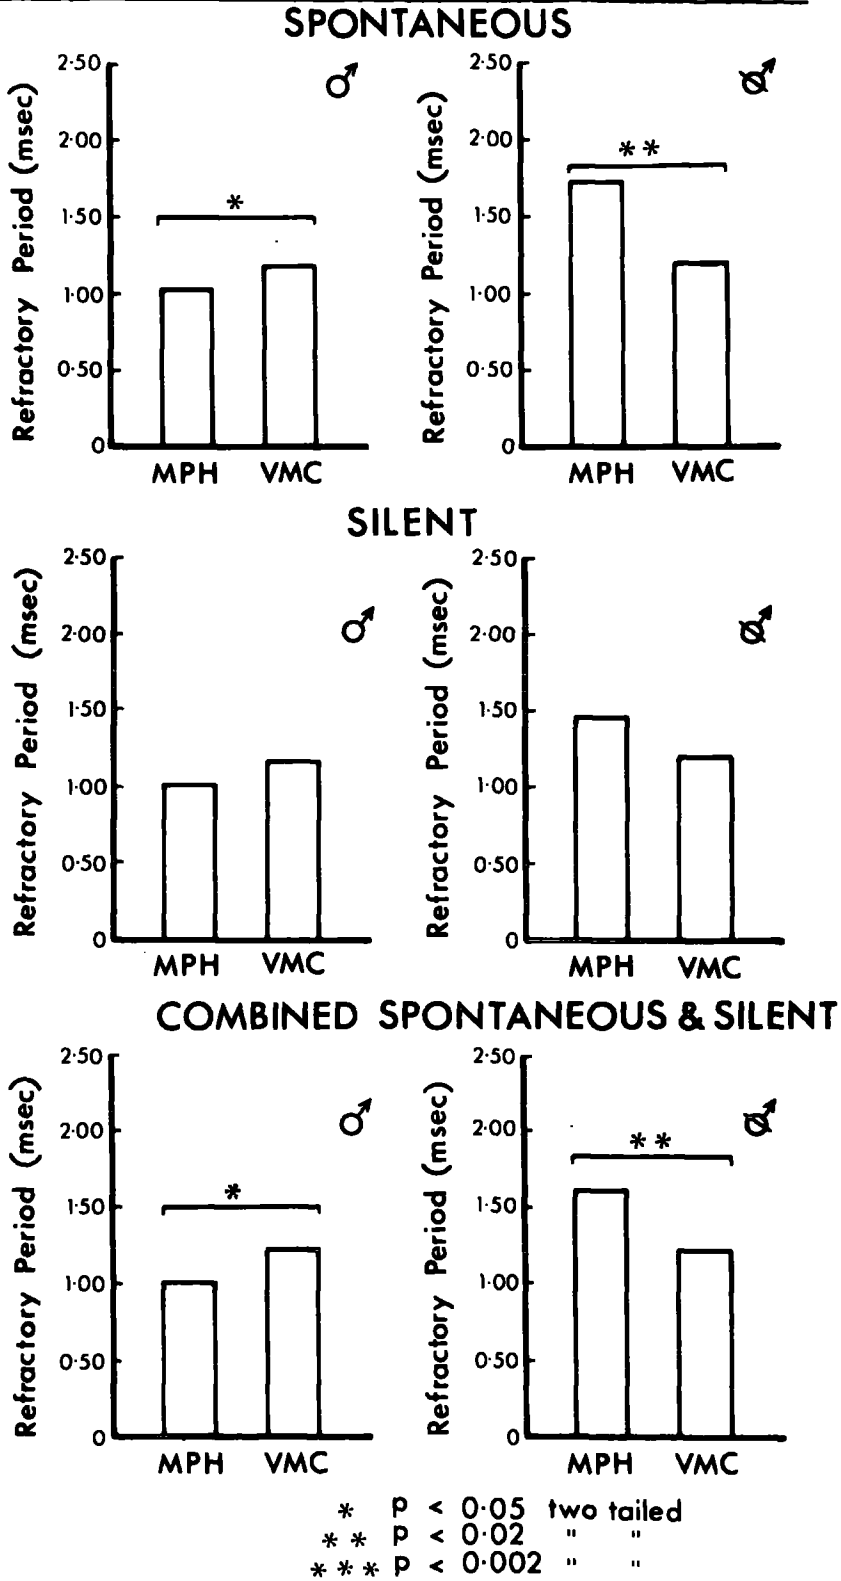 SPONTANEOUS
Refractory Period (msec)
2·50
2·00
1·50
1·00
0·50
0
♂
*
MPH VMC
Refractory Period (msec)
2·50
2·00
1·50
1·00
0·50
0
**
MPH VMC
SILENT
Refractory Period (msec)
2·50
2·00
1·50
1·00
0·50
0
♂
MPH VMC
Refractory Period (msec)
2·50
2·00
1·50
1·00
0·50
0
MPH VMC
COMBINED SPONTANEOUS & SILENT
Refractory Period (msec)
2·50
2·00
1·50
1·00
0·50
0
♂
*
MPH VMC
Refractory Period (msec)
2·50
2·00
1·50
1·00
0·50
0
**
MPH VMC
* P < 0·05 two tailed
** P < 0·02 " "
*** P < 0·002 " "